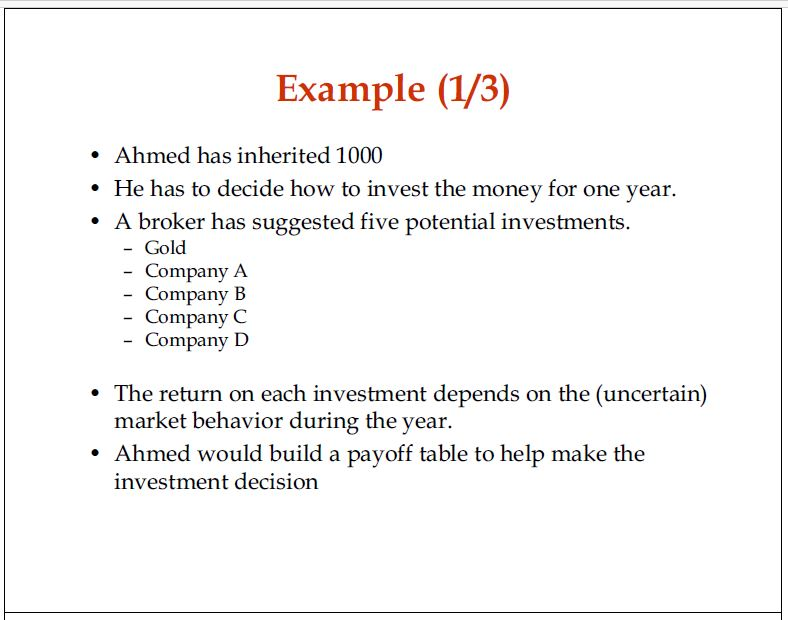 Example (1/3)
• Ahmed has inherited 1000
• He has to decide how to invest the money for one year.
• A broker has suggested five potential investments.
– Gold
– Company A
– Company B
– Company C
– Company D
• The return on each investment depends on the (uncertain)
market behavior during the year.
• Ahmed would build a payoff table to help make the
investment decision